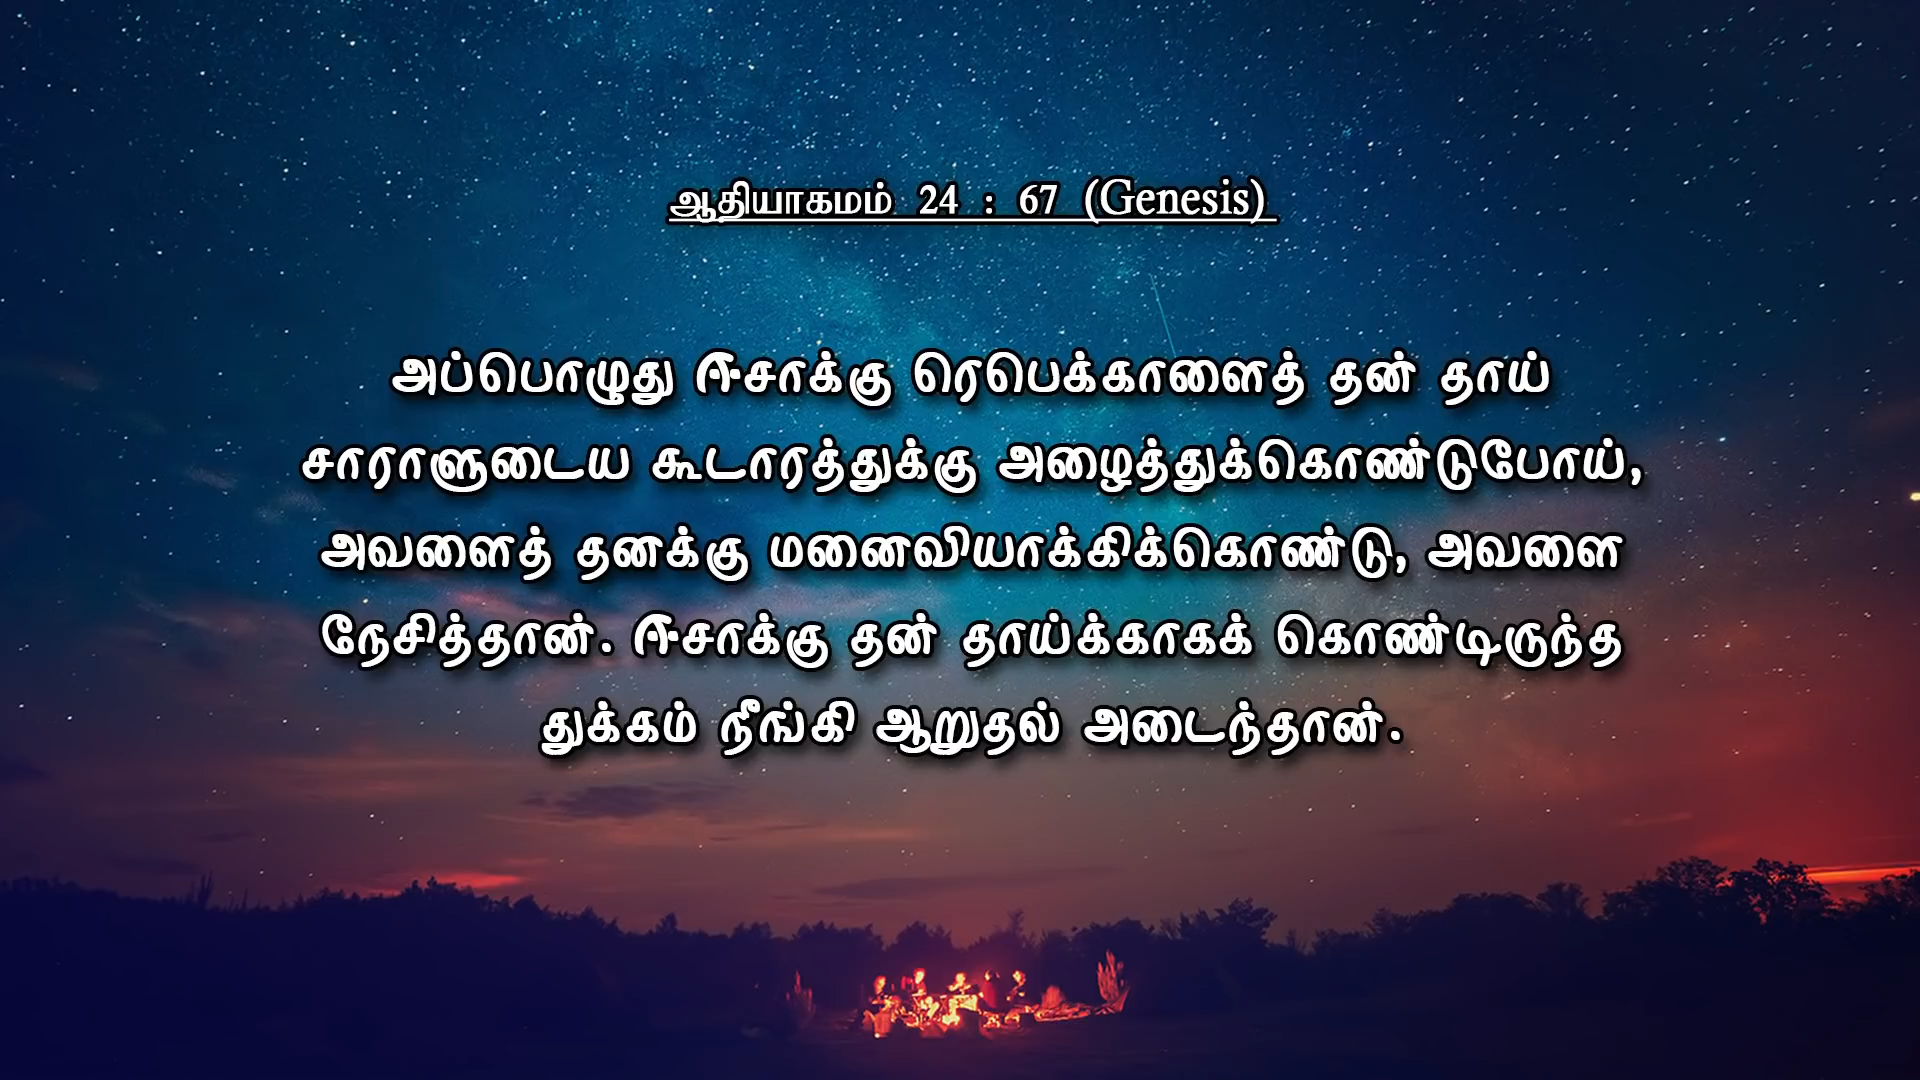 ஆதியாகமம் 24 : 67 (Genesis)
அப்பொழுது ஈசாக்கு ரெபெக்காளைத் தன் தாய்
சாராளுடைய கூடாரத்துக்கு அழைத்துக்கொண்டுபோய்,
அவளைத் தனக்கு மனைவியாக்கிக்கொண்டு, அவளை
நேசித்தான். ஈசாக்கு தன் தாய்க்காகக் கொண்டிருந்த
துக்கம் நீங்கி ஆறுதல் அடைந்தான்.